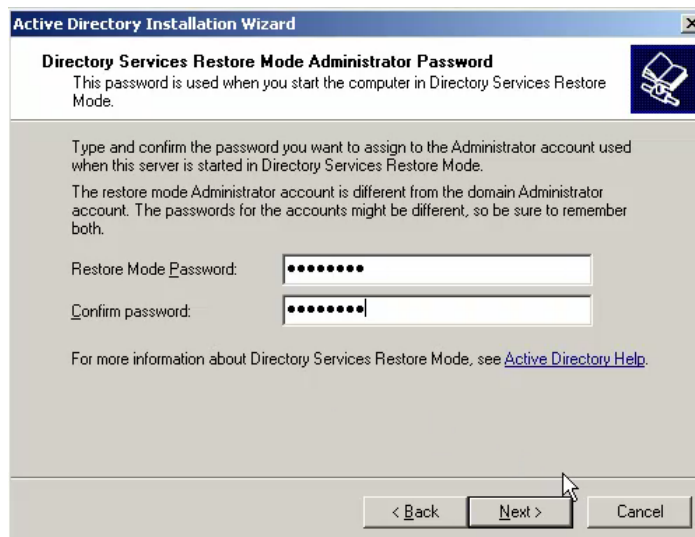 Active Directory Installation Wizard
Directory Services Restore Mode Administrator Password
This password is used when you start the computer in Directory Services Restore
Mode.
Type and confirm the password you want to assign to the Administrator account used
when this server is started in Directory Services Restore Mode.
The restore mode Administrator account is different from the domain Administrator
account. The passwords for the accounts might be different, so be sure to remember
both.
Restore Mode Password: ●●●●●●●●
Confirm password: ●●●●●●●●
For more information about Directory Services Restore Mode, see Active Directory Help.
< Back Next > Cancel